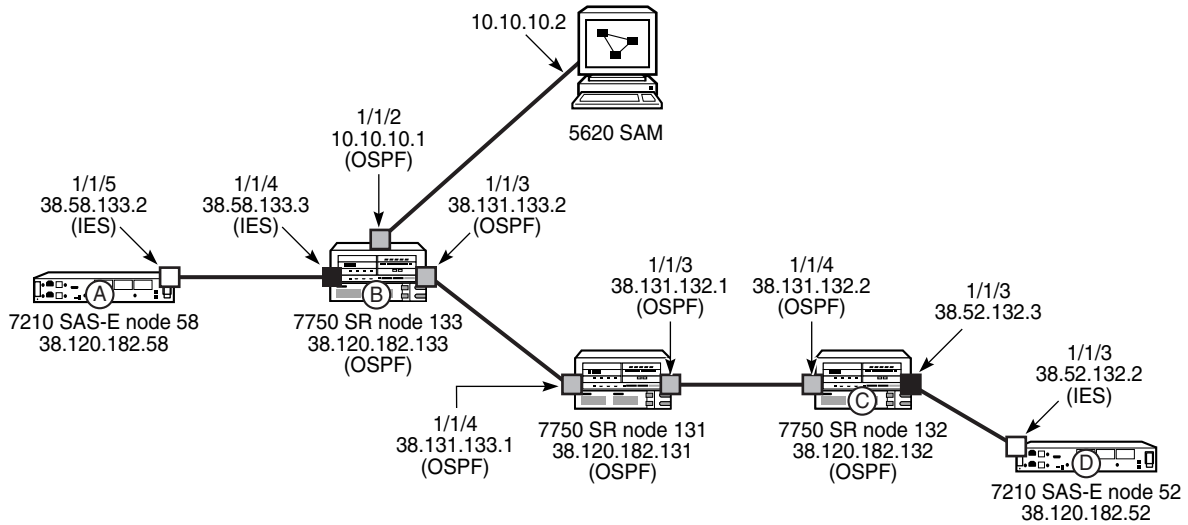 10.10.10.2
5620 SAM
1/1/2
10.10.10.1
(OSPF)
1/1/5
38.58.133.2
(IES)
1/1/4
38.58.133.3
(IES)
1/1/3
38.131.133.2
(OSPF)
A
7210 SAS-E node 58
38.120.182.58
B
7750 SR node 133
38.120.182.133
(OSPF)
1/1/3
38.131.132.1
(OSPF)
1/1/4
38.131.132.2
(OSPF)
1/1/3
38.52.132.3
1/1/3
38.52.132.2
(IES)
1/1/4
38.131.133.1
(OSPF)
7750 SR node 131
38.120.182.131
(OSPF)
C
7750 SR node 132
38.120.182.132
(OSPF)
D
7210 SAS-E node 52
38.120.182.52